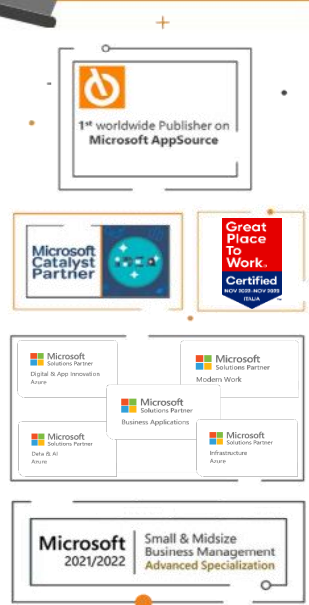 1st worldwide Publisher on
Microsoft AppSource
Microsoft
Catalyst
Partner
Great
Place
To
Work.
Certified
ITALIA
Microsoft
Solutions Partner
Digital & App Innovation
Azure
Microsoft
Solutions Partner
Modern Work
Microsoft
Solutions Partner
Business Applications
Microsoft
Solutions Partner
Data & AI
Azure
Microsoft
Solutions Partner
Infrastructure
Azure
Microsoft
2021/2022
Small & Midsize
Business Management
Advanced Specialization